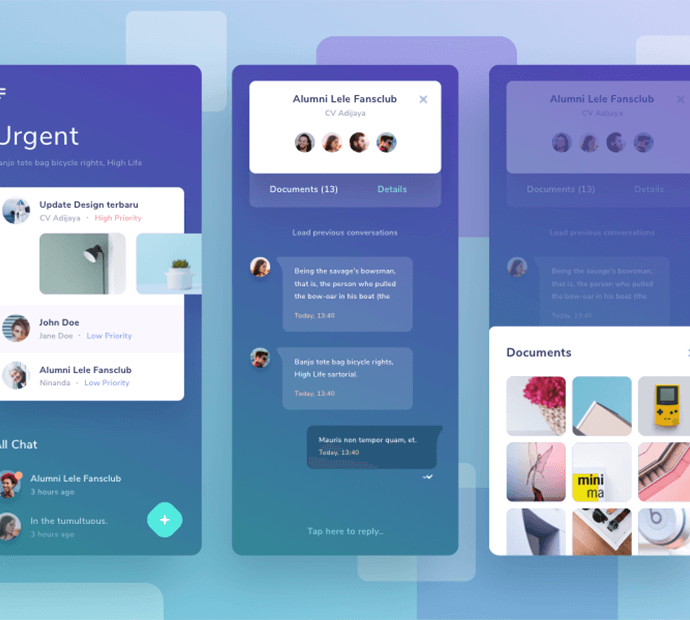 Urgent
Banjo tote bag bicycle rights, High Life
Update Design terbaru
CV Adijaya · High Priority
John Doe
Jane Doe · Low Priority
Alumni Lele Fansclub
Ninanda · Low Priority
All Chat
Alumni Lele Fansclub
3 hours ago
In the tumultuous.
3 hours ago
Alumni Lele Fansclub
CV Adijaya
Documents (13) Details
Load previous conversations
Being the savage's bowsman,
that is, the person who pulled
the bow-oar in his boat (the
Today, 13:40
Banjo tote bag bicycle rights,
High Life sartorial.
Today, 13:40
Mauris non tempor quam, et.
Today, 13:40
Tap here to reply..
Alumni Lele Fansclub
CV Adijaya
Documents (13) Details
Load previous conversations
Being the savage's bowsman,
that is, the person who pulled
the bow-oar in his boat (the
Documents
mini
ma